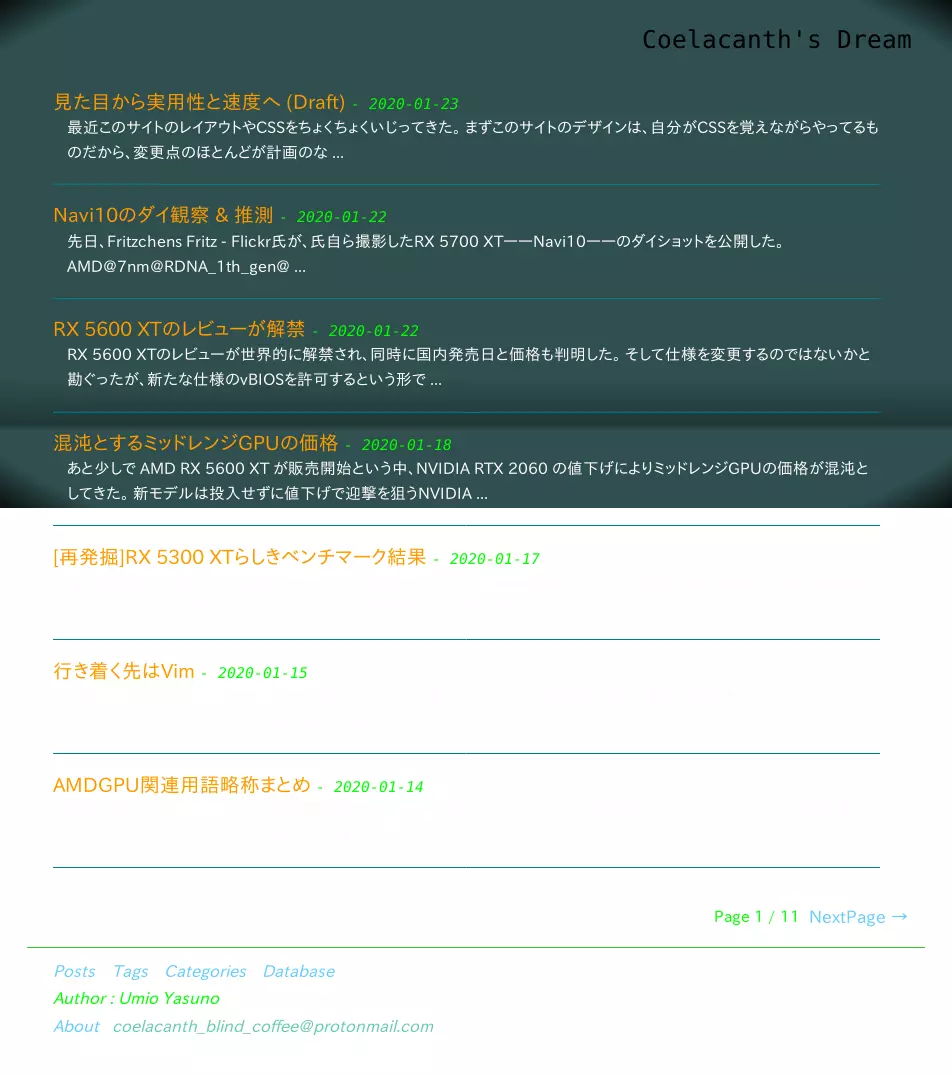 Coelacanth's Dream
見た目から実用性と速度へ (Draft) - 2020-01-23
最近このサイトのレイアウトやCSSをちょくちょくいじってきた。まずこのサイトのデザインは、自分がCSSを覚えながらやってるも
のだから、変更点のほとんどが計画のな ...
Navi10のダイ観察 & 推測 - 2020-01-22
先日、Fritzchens Fritz - Flickr氏が、氏自ら撮影したRX 5700 XT――Navi10――のダイショットを公開した。
AMD@7nm@RDNA_1th_gen@ ...
RX 5600 XTのレビューが解禁 - 2020-01-22
RX 5600 XTのレビューが世界的に解禁され、同時に国内発売日と価格も判明した。そして仕様を変更するのではないかと
勘ぐったが、新たな仕様のvBIOSを許可するという形で ...
混沌とするミッドレンジGPUの価格 - 2020-01-18
あと少しで AMD RX 5600 XT が販売開始という中、NVIDIA RTX 2060 の値下げによりミッドレンジGPUの価格が混沌と
してきた。新モデルは投入せずに値下げで迎撃を狙うNVIDIA ...
[再発掘]RX 5300 XTらしきベンチマーク結果 - 2020-01-17
行き着く先はVim - 2020-01-15
AMDGPU関連用語略称まとめ - 2020-01-14
Page 1 / 11 NextPage →
Posts Tags Categories Database
Author : Umio Yasuno
About coelacanth_blind_coffee@protonmail.com